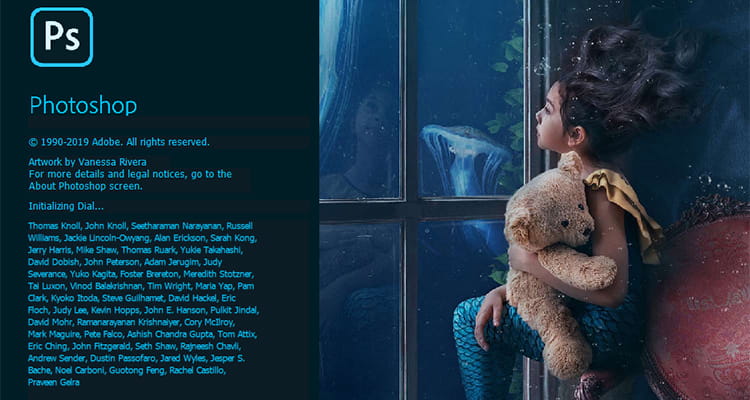 Ps
Photoshop
© 1990-2019 Adobe. All rights reserved.
Artwork by Vanessa Rivera
For more details and legal notices, go to the
About Photoshop screen.
Initializing Dial...
Thomas Knoll, John Knoll, Seetharaman Narayanan, Russell
Williams, Jackie Lincoln-Owyang, Alan Erickson, Sarah Kong,
Jerry Harris, Mike Shaw, Thomas Ruark, Yukie Takahashi,
David Dobish, John Peterson, Adam Jerugim, Judy
Severance, Yuko Kagita, Foster Brereton, Meredith Stotzner,
Tai Luxon, Vinod Balakrishnan, Tim Wright, Maria Yap, Pam
Clark, Kyoko Itoda, Steve Guilhamet, David Hackel, Eric
Floch, Judy Lee, Kevin Hopps, John E. Hanson, Pulkit Jindal,
David Mohr, Ramanarayanan Krishnaiyer, Cory McIlroy,
Mark Maguire, Pete Falco, Ashish Chandra Gupta, Tom Attix,
Eric Ching, John Fitzgerald, Seth Shaw, Rajneesh Chavli,
Andrew Sender, Dustin Passofaro, Jared Wyles, Jesper S.
Bache, Noel Carboni, Guotong Feng, Rachel Castillo,
Praveen Gelra